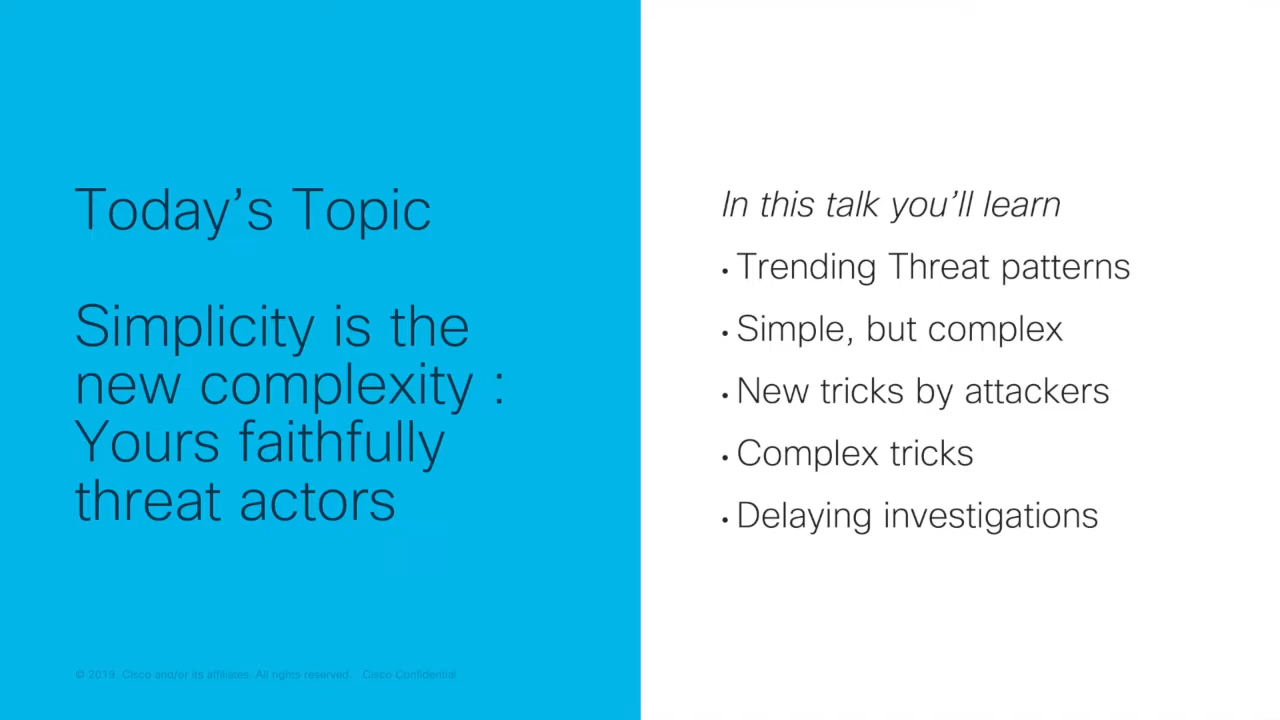 Today’s Topic
Simplicity is the
new complexity :
Yours faithfully
threat actors
In this talk you’ll learn
• Trending Threat patterns
• Simple, but complex
• New tricks by attackers
• Complex tricks
• Delaying investigations
© 2019 Cisco and/or its affiliates. All rights reserved. Cisco Confidential